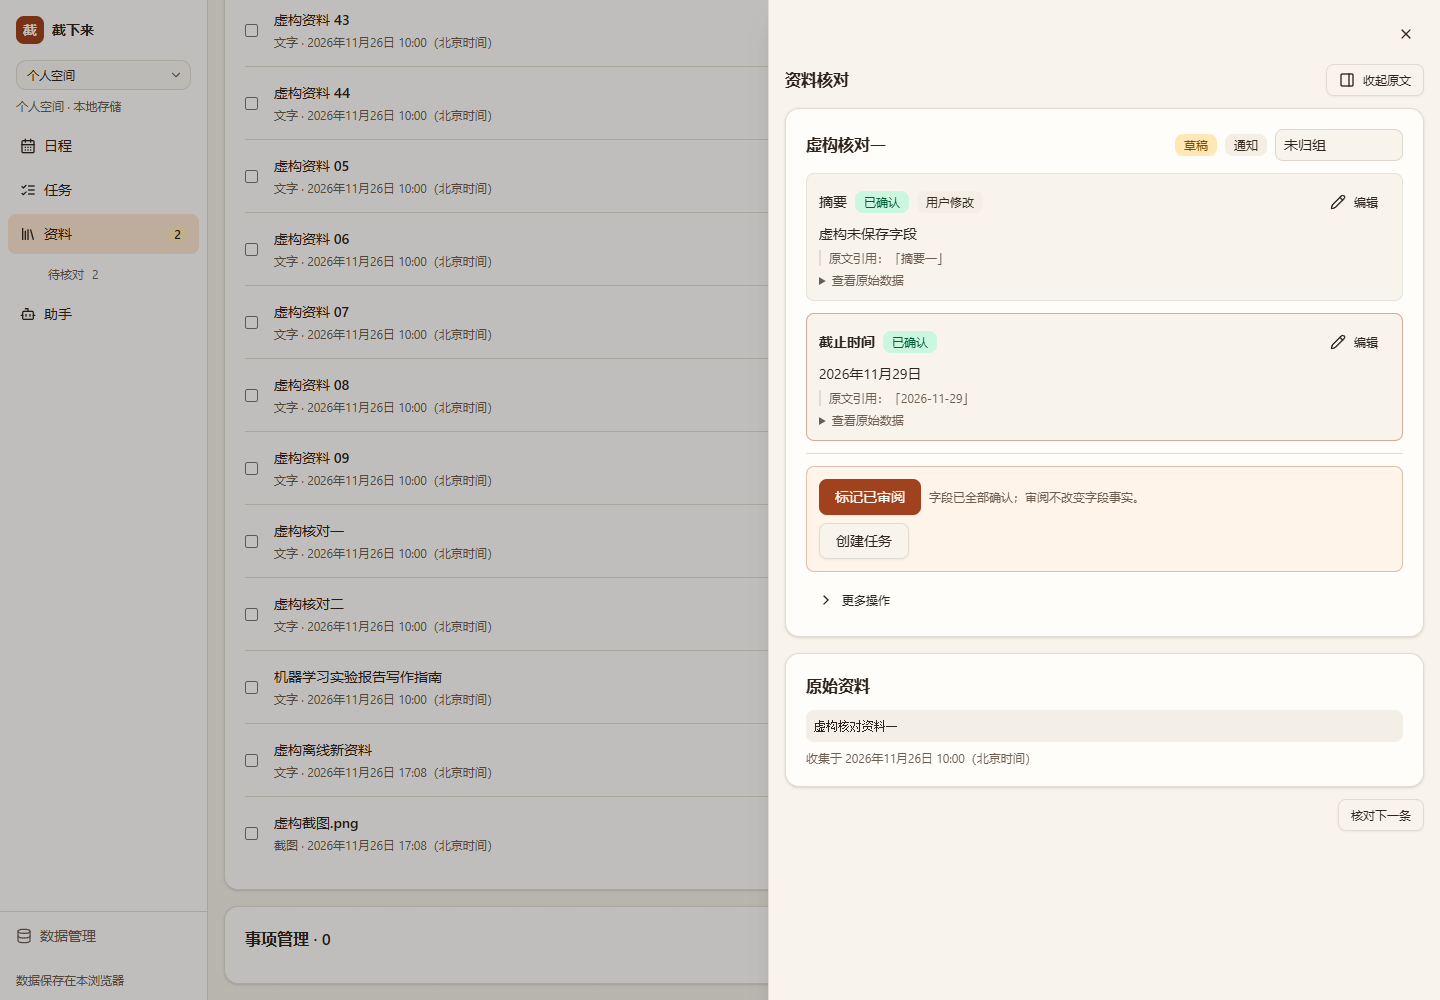 截 截下来
个人空间
个人空间 · 本地存储
日程
任务
资料 2
待核对 2
助手
数据管理
数据保存在本浏览器
虚构资料 43
文字 · 2026年11月26日 10:00（北京时间）
虚构资料 44
文字 · 2026年11月26日 10:00（北京时间）
虚构资料 05
文字 · 2026年11月26日 10:00（北京时间）
虚构资料 06
文字 · 2026年11月26日 10:00（北京时间）
虚构资料 07
文字 · 2026年11月26日 10:00（北京时间）
虚构资料 08
文字 · 2026年11月26日 10:00（北京时间）
虚构资料 09
文字 · 2026年11月26日 10:00（北京时间）
虚构核对一
文字 · 2026年11月26日 10:00（北京时间）
虚构核对二
文字 · 2026年11月26日 10:00（北京时间）
机器学习实验报告写作指南
文字 · 2026年11月26日 10:00（北京时间）
虚构离线新资料
文字 · 2026年11月26日 17:08（北京时间）
虚构截图.png
截图 · 2026年11月26日 17:08（北京时间）
事项管理 · 0
资料核对
收起原文
虚构核对一 草稿 通知 未归组
摘要 已确认 用户修改 编辑
虚构未保存字段
原文引用：「摘要一」
查看原始数据
截止时间 已确认 编辑
2026年11月29日
原文引用：「2026-11-29」
查看原始数据
标记已审阅 字段已全部确认；审阅不改变字段事实。
创建任务
更多操作
原始资料
虚构核对资料一
收集于 2026年11月26日 10:00（北京时间）
核对下一条